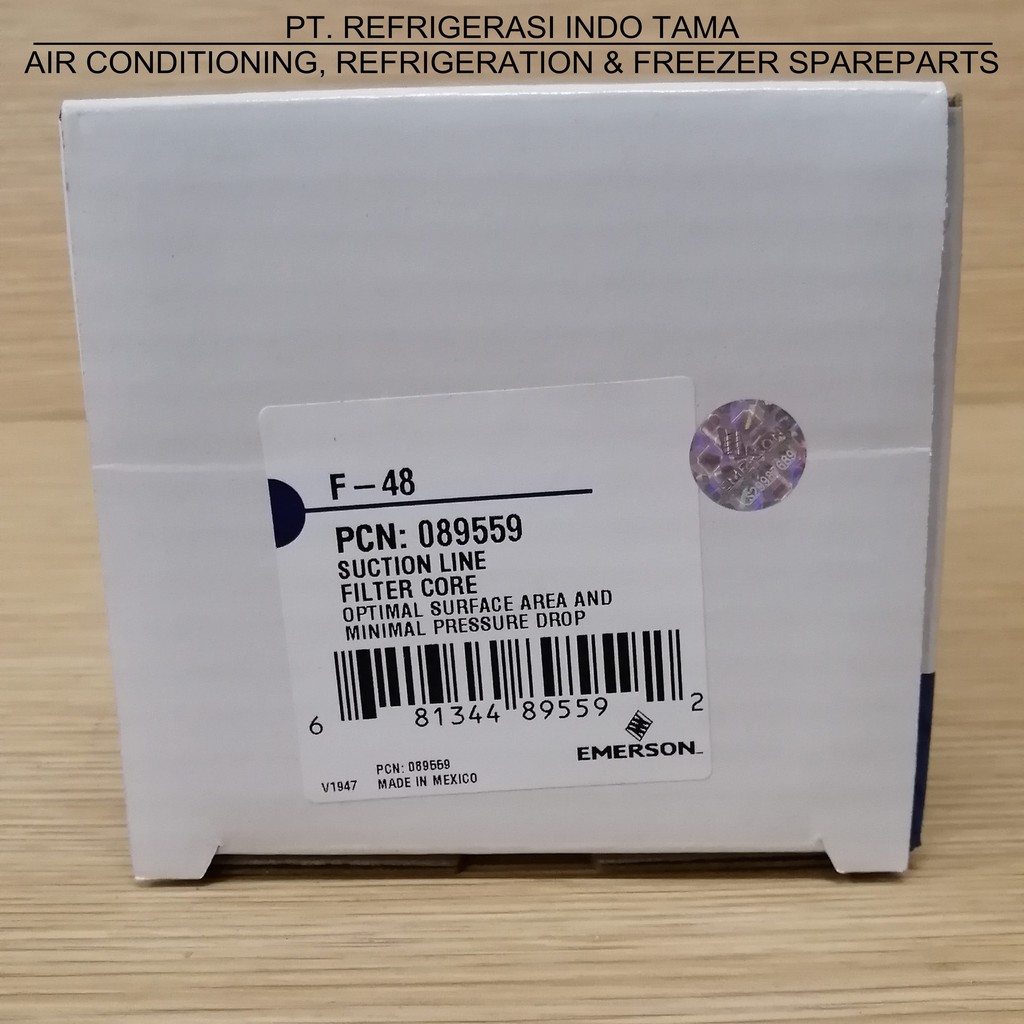 PT. REFRIGERASI INDO TAMA
AIR CONDITIONING, REFRIGERATION & FREEZER SPAREPARTS
F-48
PCN: 089559
SUCTION LINE
FILTER CORE
OPTIMAL SURFACE AREA AND
MINIMAL PRESSURE DROP
6 81344 89559 2
EMERSON
PCN: 089559
V1947 MADE IN MEXICO